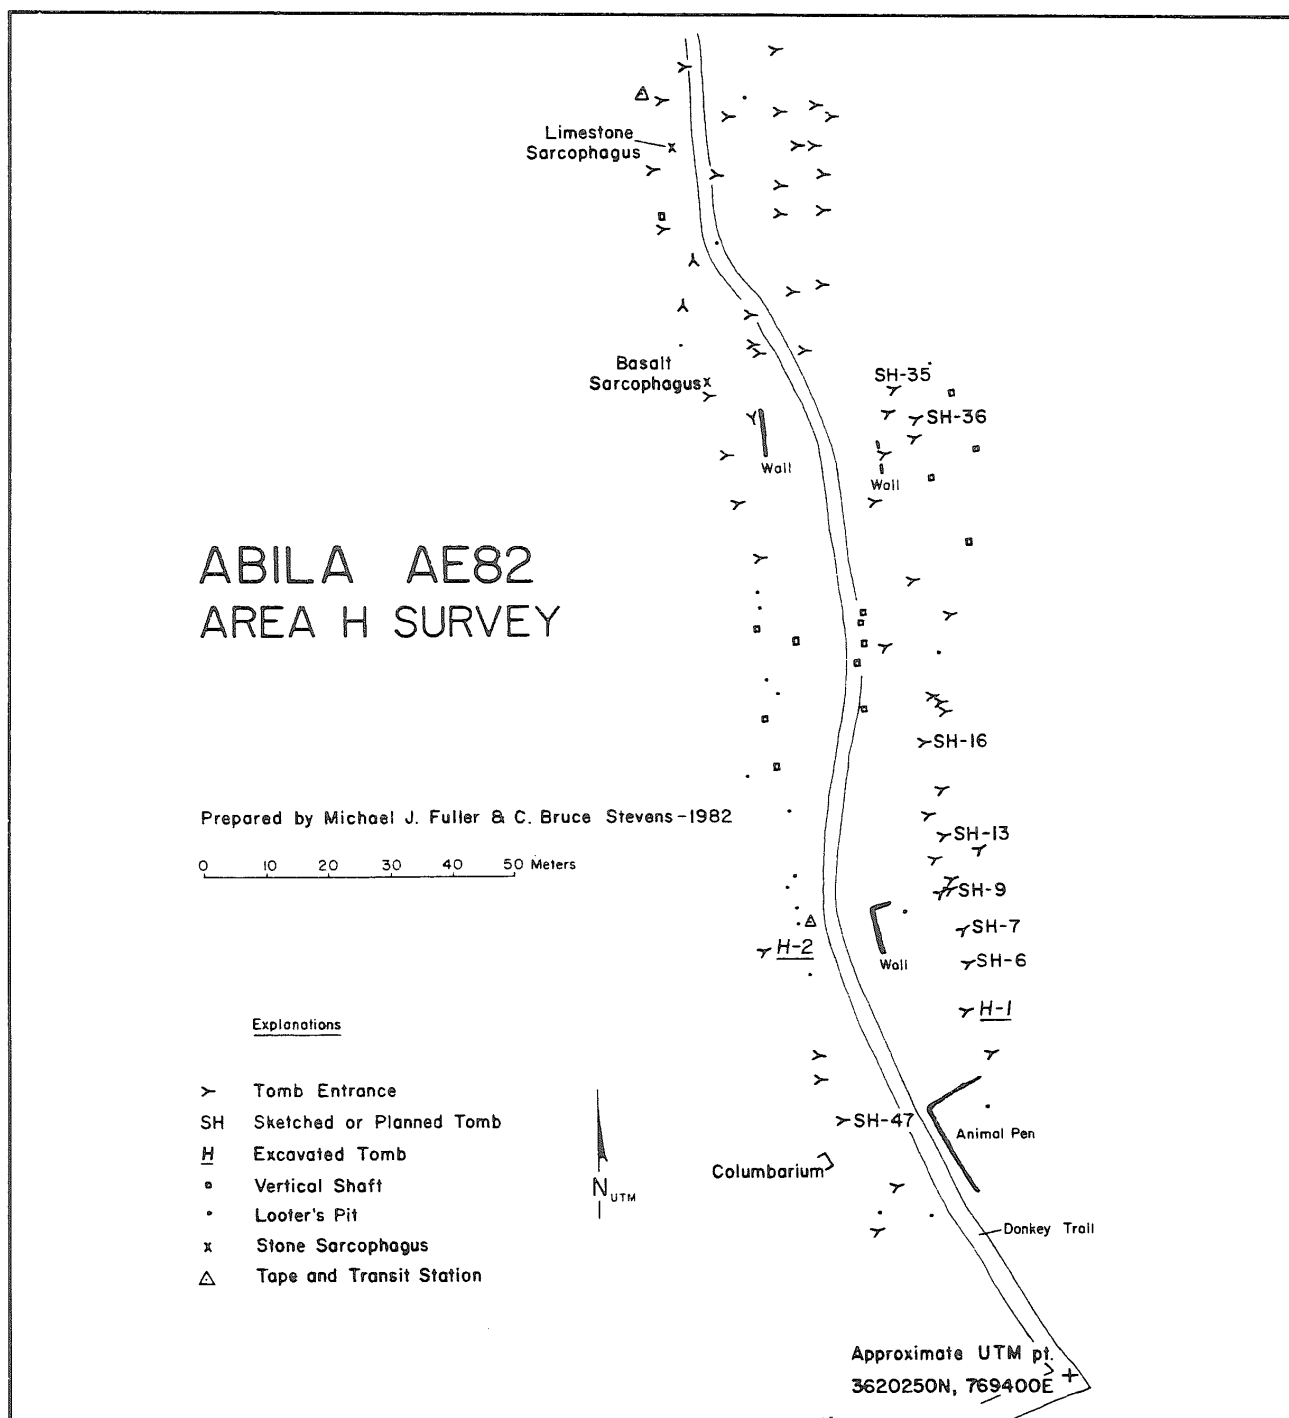 Limestone
Sarcophagus
Basalt
Sarcophagus
SH-35
SH-36
Wall
Wall
ABILA AE82
AREA H SURVEY
SH-16
Prepared by Michael J. Fuller & C. Bruce Stevens-1982
SH-13
0 10 20 30 40 50 Meters
SH-9
SH-7
H-2
Wall
SH-6
H-1
Explanations
Tomb Entrance
SH Sketched or Planned Tomb
H Excavated Tomb
Vertical Shaft
Looter's Pit
x Stone Sarcophagus
Tape and Transit Station
SH-47
Animal Pen
Columbarium
N UTM
Donkey Trail
Approximate UTM pt.
3620250N, 769400E